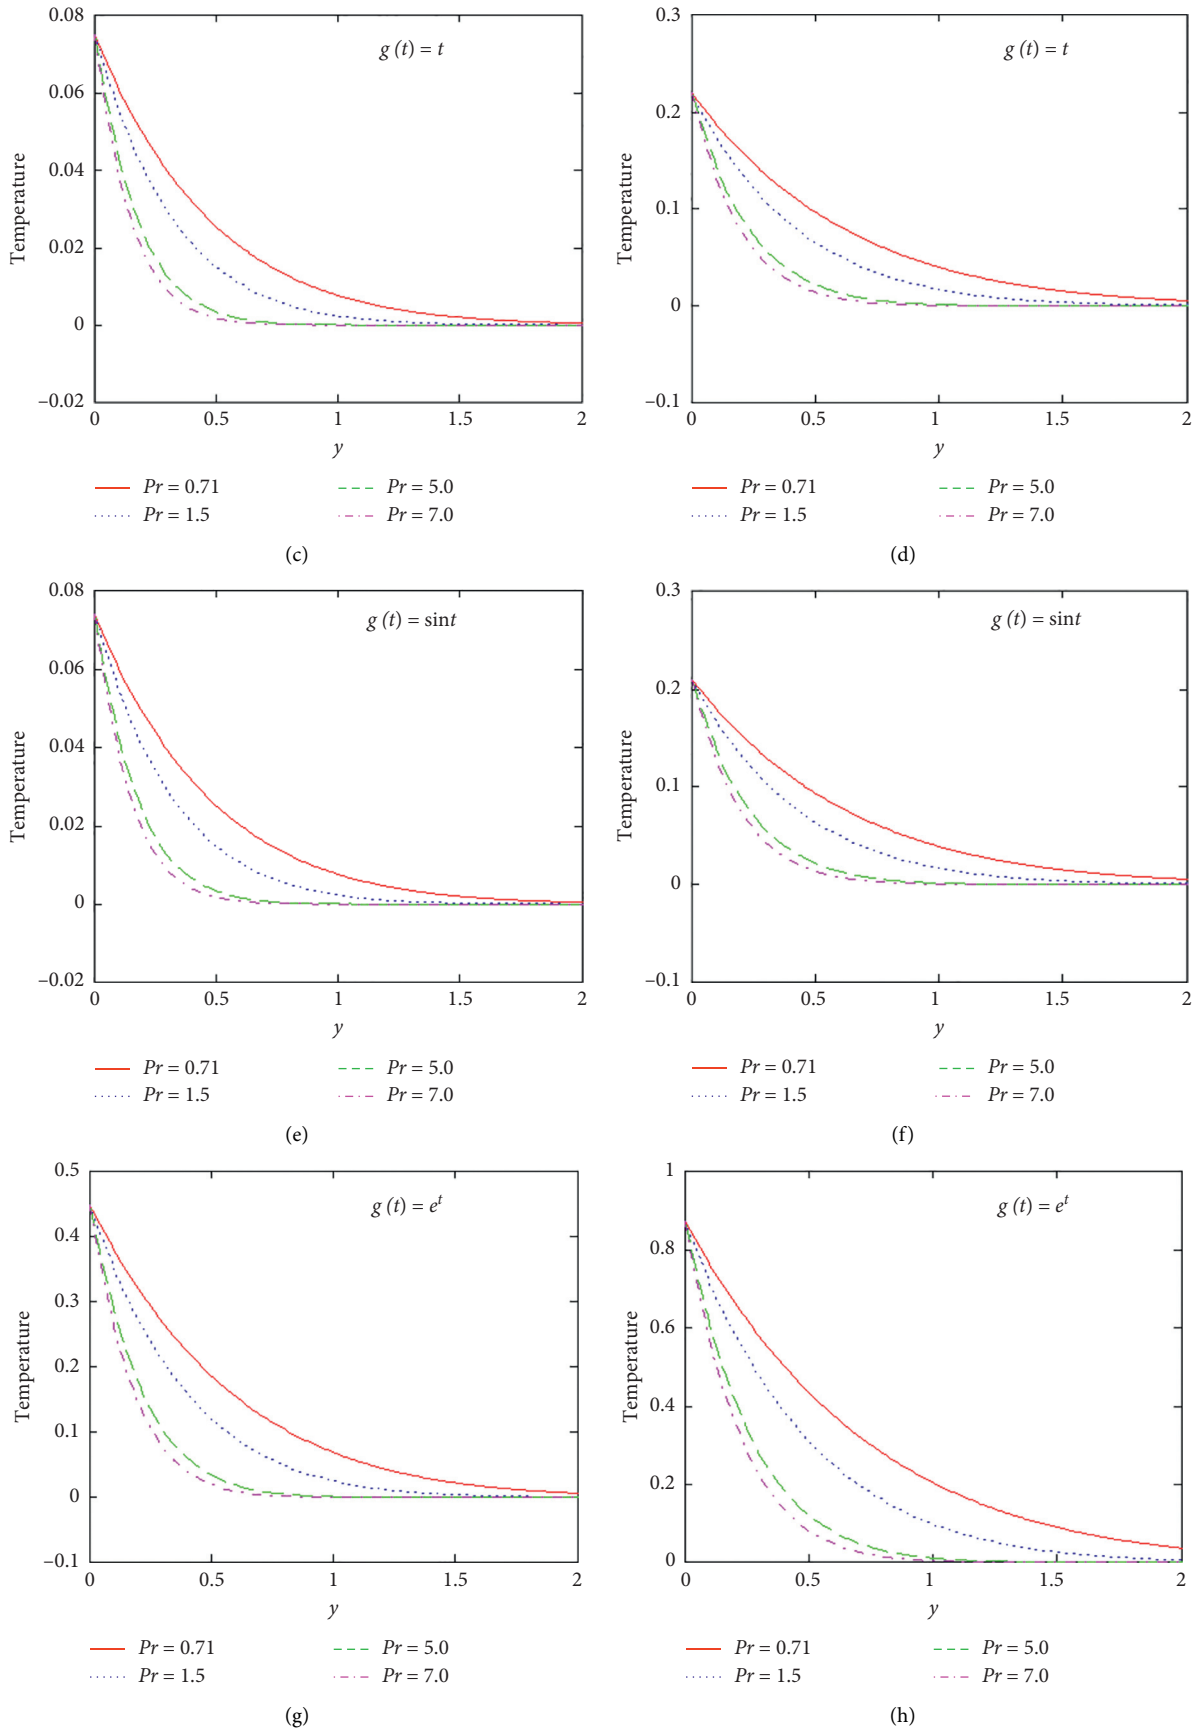 0.08
0.06
0.04
0.02
0
–0.02
Temperature
g (t) = t
0 0.5 1 1.5 2
y
Pr = 0.71
Pr = 1.5
Pr = 5.0
Pr = 7.0
(c)
0.3
0.2
0.1
0
–0.1
Temperature
g (t) = t
0 0.5 1 1.5 2
y
Pr = 0.71
Pr = 1.5
Pr = 5.0
Pr = 7.0
(d)
0.08
0.06
0.04
0.02
0
–0.02
Temperature
g (t) = sint
0 0.5 1 1.5 2
y
Pr = 0.71
Pr = 1.5
Pr = 5.0
Pr = 7.0
(e)
0.3
0.2
0.1
0
–0.1
Temperature
g (t) = sint
0 0.5 1 1.5 2
y
Pr = 0.71
Pr = 1.5
Pr = 5.0
Pr = 7.0
(f)
0.5
0.4
0.3
0.2
0.1
0
–0.1
Temperature
g (t) = e^t
0 0.5 1 1.5 2
y
Pr = 0.71
Pr = 1.5
Pr = 5.0
Pr = 7.0
(g)
1
0.8
0.6
0.4
0.2
0
Temperature
g (t) = e^t
0 0.5 1 1.5 2
y
Pr = 0.71
Pr = 1.5
Pr = 5.0
Pr = 7.0
(h)